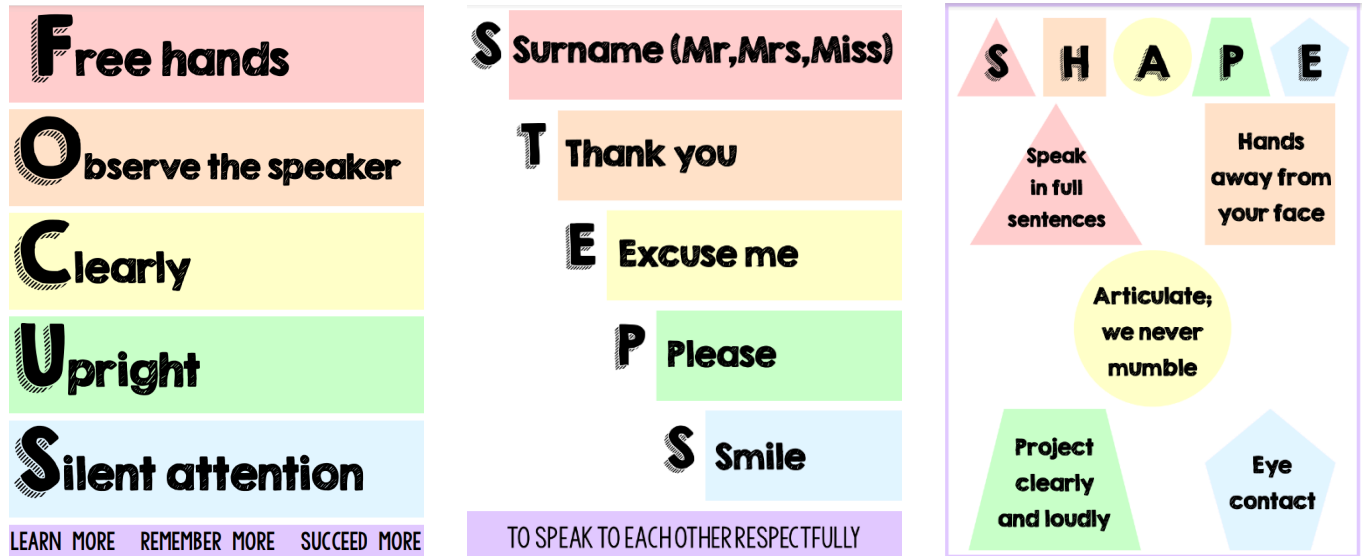 Free hands
Observe the speaker
Clearly
Upright
Silent attention
LEARN MORE REMEMBER MORE SUCCEED MORE
S Surname (Mr,Mrs,Miss)
T Thank you
E Excuse me
P Please
S Smile
TO SPEAK TO EACH OTHER RESPECTFULLY
S H A P E
Speak
in full
sentences
Hands
away from
your face
Articulate;
we never
mumble
Project
clearly
and loudly
Eye
contact